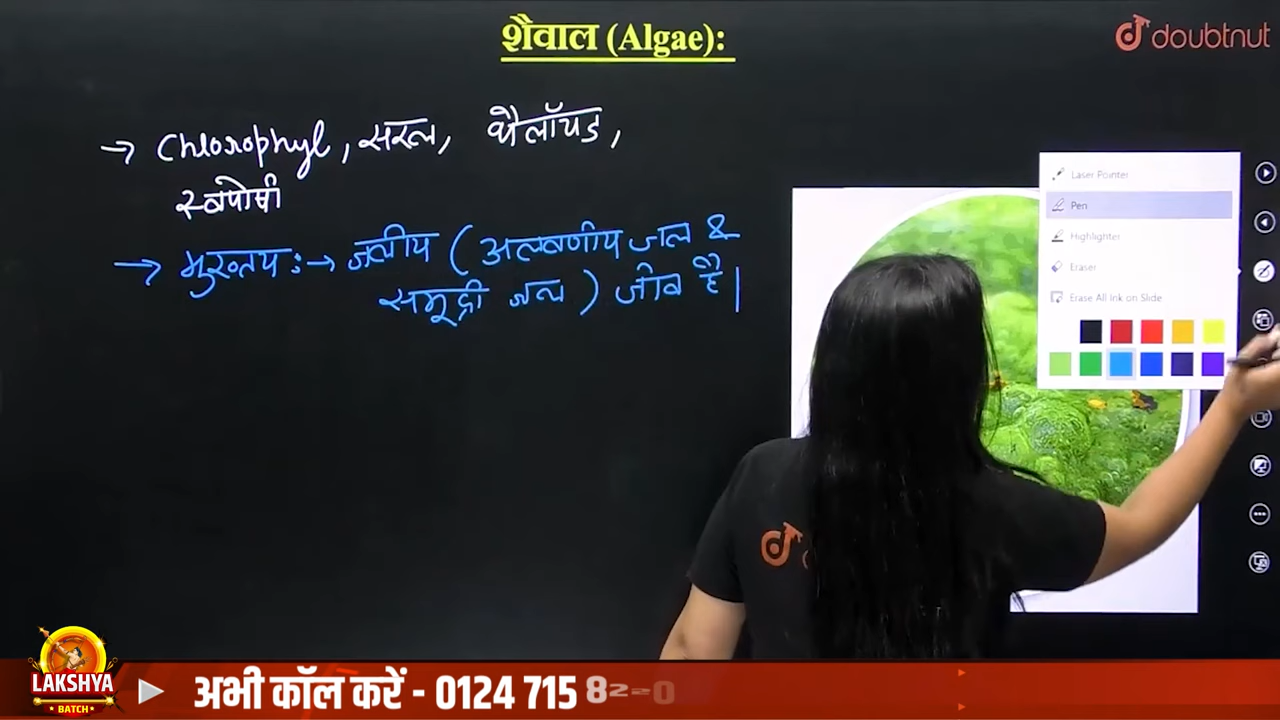 शैवाल (Algae):
doubtnut
→ Chlorophyl, सरल, थैलॉयड,
स्वपोषी
→ मुख्तय :→ जलीय ( अलवणीय जल &
समुद्री जल ) जीव है |
Laser Pointer
Pen
Highlighter
Eraser
Erase All Ink on Slide
LAKSHYA
BATCH
अभी कॉल करें - 0124 715